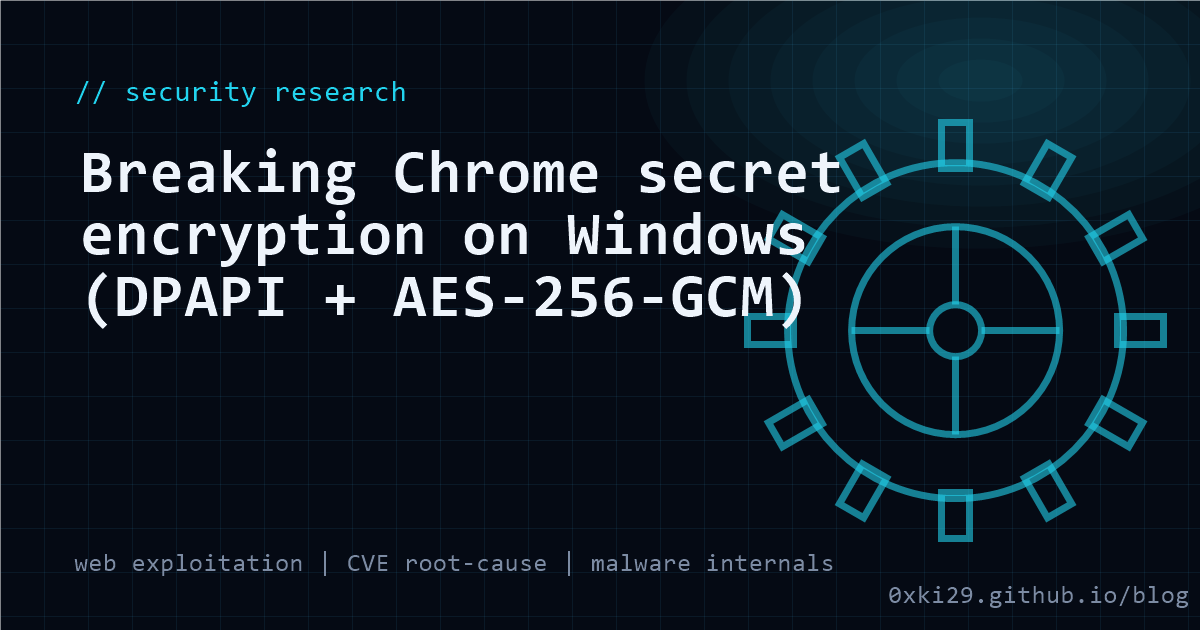 // security research
Breaking Chrome secret
encryption on Windows
(DPAPI + AES-256-GCM)
web exploitation | CVE root-cause | malware internals
0xki29.github.io/blog